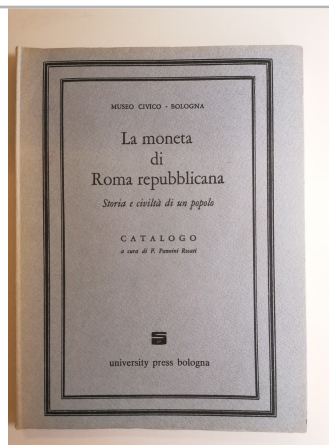 MUSEO CIVICO • BOLOGNA
La moneta
di
Roma repubblicana
Storia e civiltà di un popolo
CATALOGO
a cura di F. Pannini Rosati
university press bologna